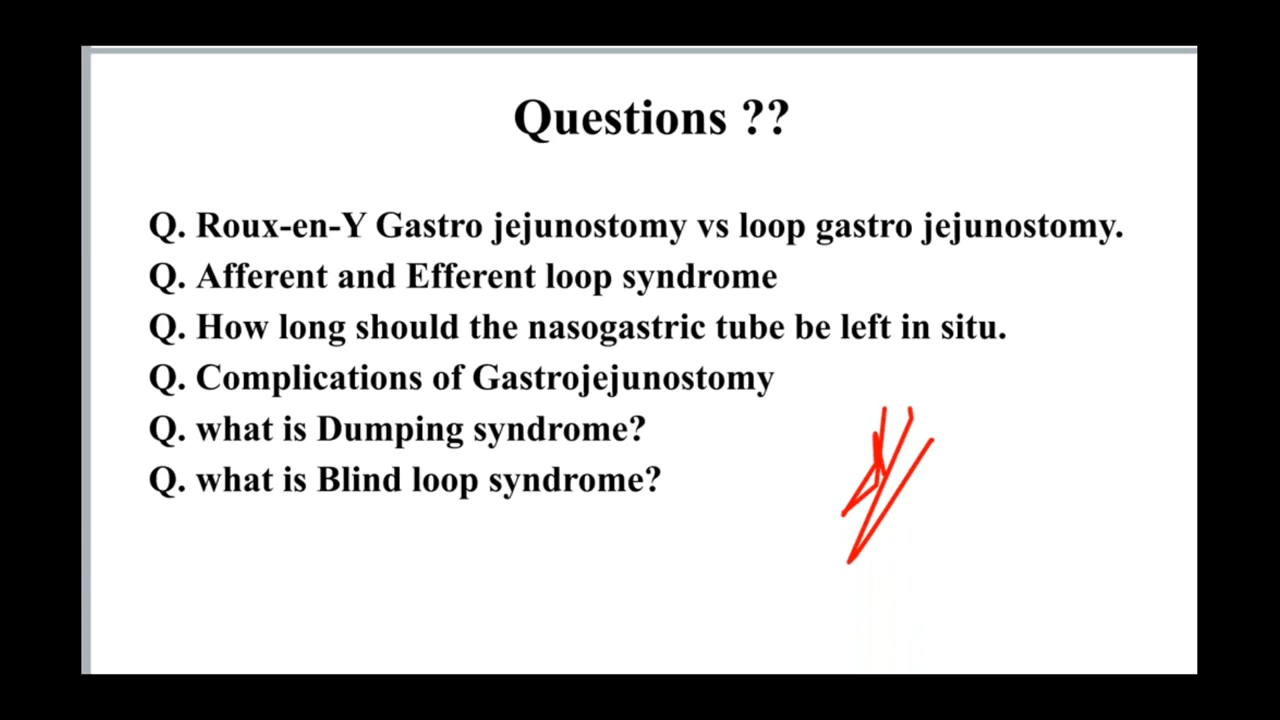 Questions ??
Q. Roux-en-Y Gastro jejunostomy vs loop gastro jejunostomy.
Q. Afferent and Efferent loop syndrome
Q. How long should the nasogastric tube be left in situ.
Q. Complications of Gastrojejunostomy
Q. what is Dumping syndrome?
Q. what is Blind loop syndrome?